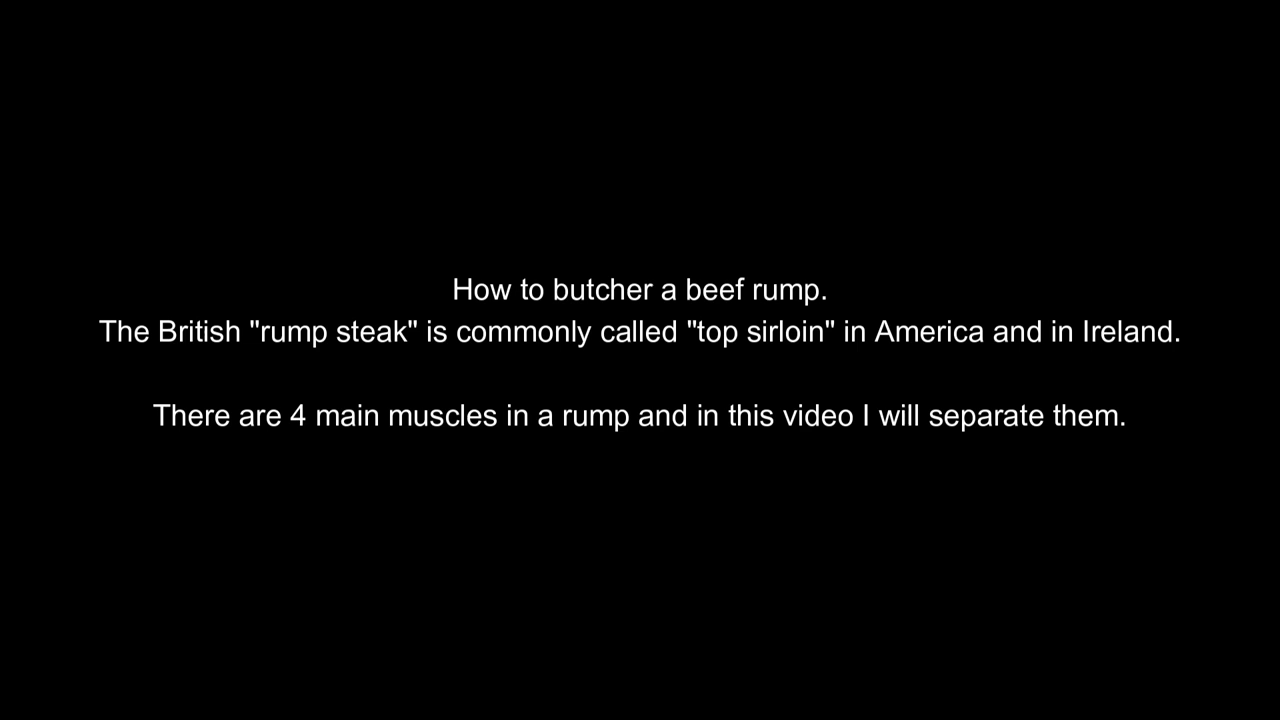 How to butcher a beef rump.
The British "rump steak" is commonly called "top sirloin" in America and in Ireland.
There are 4 main muscles in a rump and in this video I will separate them.